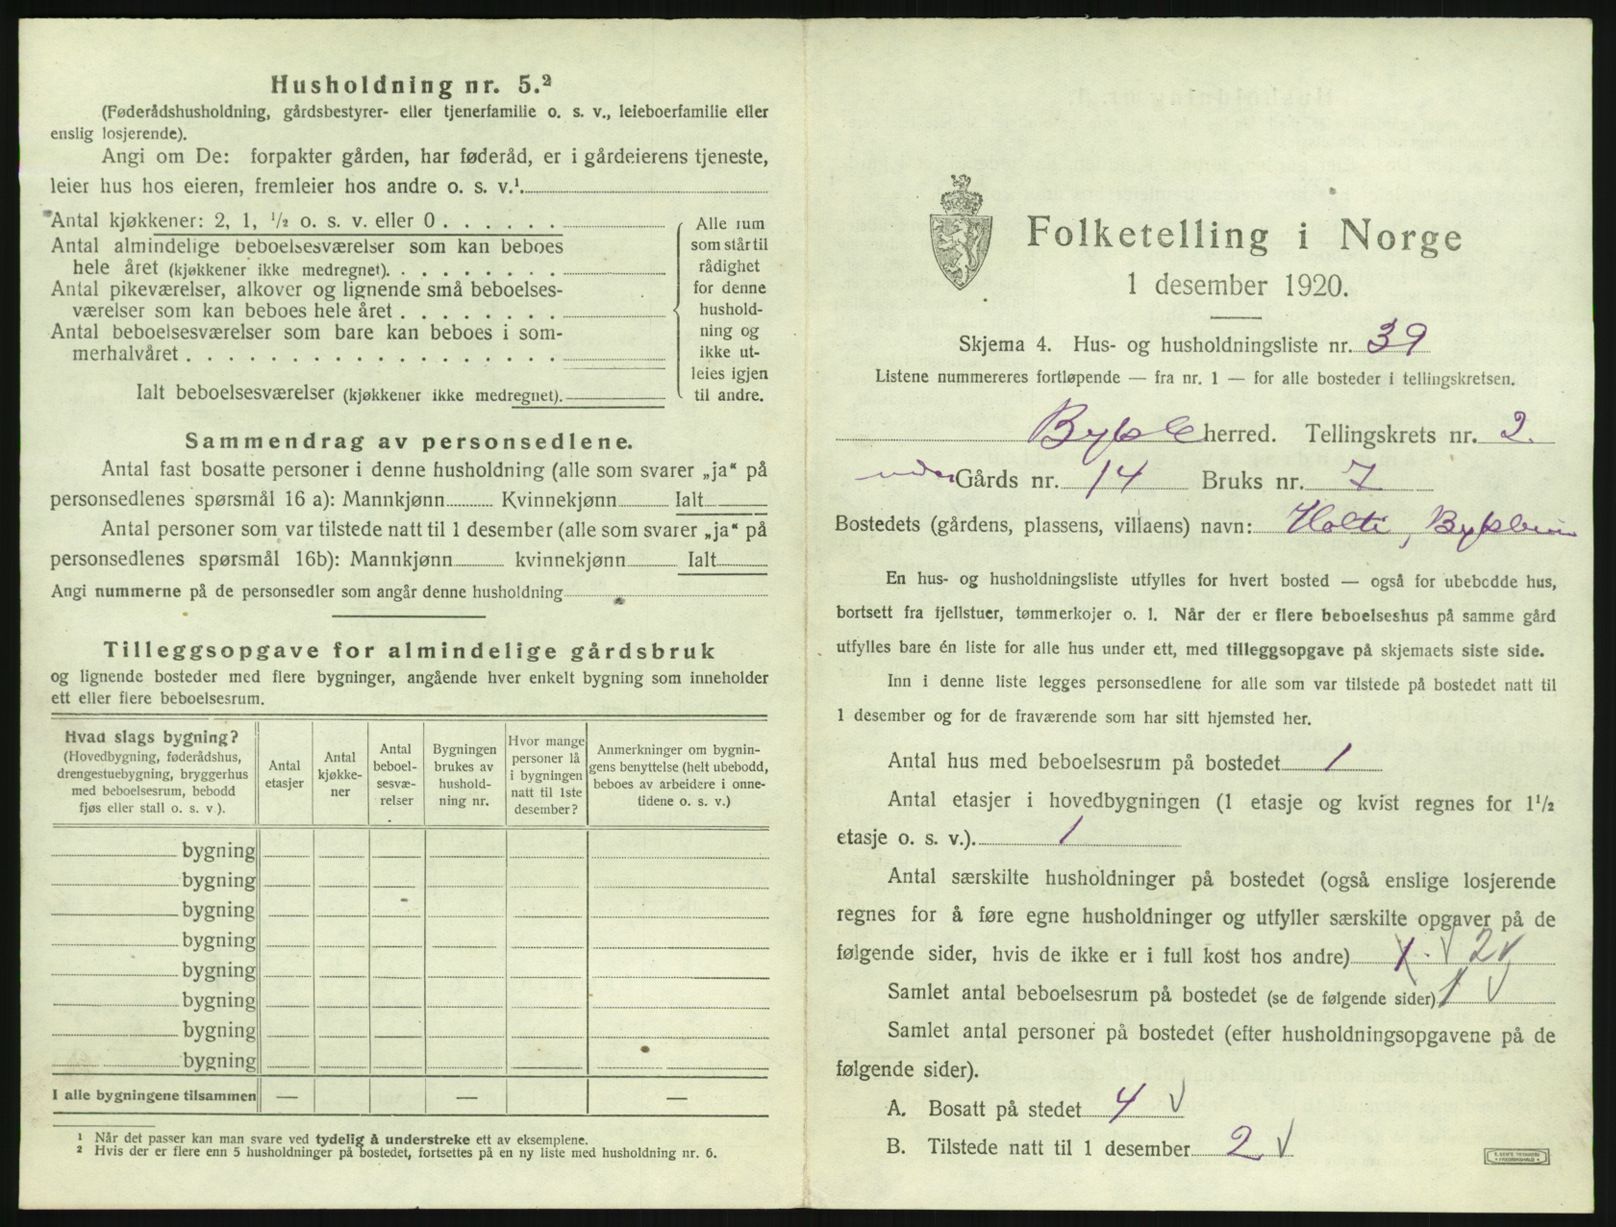 Husholdning nr. 5.²
(Føderådshusholdning, gårdsbestyrer- eller tjenerfamilie o. s. v., leieboerfamilie eller
enslig losjerende).
Angi om De: forpakter gården, har føderåd, er i gårdeierens tjeneste,
leier hus hos eieren, fremleier hos andre o. s. v.¹
Antal kjøkkener: 2, 1, ½ o. s. v. eller 0
Antal almindelige beboelsesværelser som kan beboes
hele året (kjøkkener ikke medregnet).
Antal pikeværelser, alkover og lignende små beboelses-
værelser som kan beboes hele året
Antal beboelsesværelser som bare kan beboes i som-
merhalvåret
Ialt beboelsesværelser (kjøkkener ikke medregnet).
Alle rum
som står til
rådighet
for denne
hushold-
ning og
ikke ut-
leies igjen
til andre.
Sammendrag av personsedlene.
Antal fast bosatte personer i denne husholdning (alle som svarer „ja“ på
personsedlenes spørsmål 16 a): Mannkjønn Kvinnekjønn Ialt
Antal personer som var tilstede natt til 1 desember (alle som svarer „ja“ på
personsedlenes spørsmål 16b): Mannkjønn kvinnekjønn Ialt
Angi nummerne på de personsedler som angår denne husholdning
Tilleggsopgave for almindelige gårdsbruk
og lignende bosteder med flere bygninger, angående hver enkelt bygning som inneholder
ett eller flere beboelsesrum.
Hvad slags bygning?
(Hovedbygning, føderådshus,
drengestuebygning, bryggerhus
med beboelsesrum, bebodd
fjøs eller stall o. s. v.).
Antal
etasjer
Antal
kjøkke-
ner
Antal
beboel-
sesvæ-
relser
Bygningen
brukes av
hushold-
ning nr.
Hvor mange
personer lå
i bygningen
natt til 1ste
desember?
Anmerkninger om bygnin-
gens benyttelse (helt ubebodd,
beboes av arbeidere i onne-
tidene o. s. v.)
bygning
bygning
bygning
bygning
bygning
bygning
bygning
bygning
I alle bygningene tilsammen — — —
¹ Når det passer kan man svare ved tydelig å understreke ett av eksemplene.
² Hvis der er flere enn 5 husholdninger på bostedet, fortsettes på en ny liste med husholdning nr. 6.
Folketelling i Norge
1 desember 1920.
Skjema 4. Hus- og husholdningsliste nr. 39
Listene nummereres fortløpende — fra nr. 1 — for alle bosteder i tellingskretsen.
Bykle herred. Tellingskrets nr. 2.
under Gårds nr. 14 Bruks nr. 7
Bostedets (gårdens, plassens, villaens) navn: Holti,
En hus- og husholdningsliste utfylles for hvert bosted — også for ubebodde hus,
bortsett fra fjellstuer, tømmerkojer o. l. Når der er flere beboelseshus på samme gård
utfylles bare én liste for alle hus under ett, med tilleggsopgave på skjemaets siste side.
Inn i denne liste legges personsedlene for alle som var tilstede på bostedet natt til
1 desember og for de fraværende som har sitt hjemsted her.
Antal hus med beboelsesrum på bostedet 1
Antal etasjer i hovedbygningen (1 etasje og kvist regnes for 1½
etasje o. s. v.). 1
Antal særskilte husholdninger på bostedet (også enslige losjerende
regnes for å føre egne husholdninger og utfyller særskilte opgaver på de
følgende sider, hvis de ikke er i full kost hos andre) 1 . √ 2 √
Samlet antal beboelsesrum på bostedet (se de følgende sider) 1 √
Samlet antal personer på bostedet (efter husholdningsopgavene på de
følgende sider).
A. Bosatt på stedet 4 √
B. Tilstede natt til 1 desember 2 √